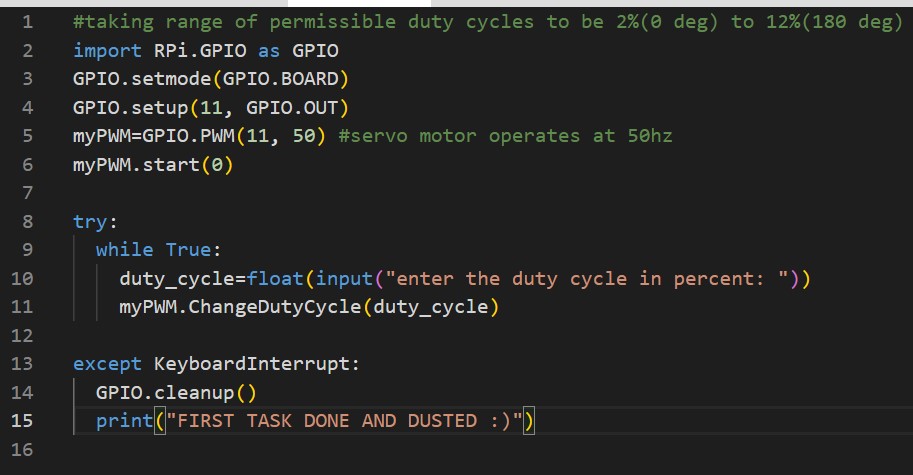 1 #taking range of permissible duty cycles to be 2%(0 deg) to 12%(180 deg)
2 import RPi.GPIO as GPIO
3 GPIO.setmode(GPIO.BOARD)
4 GPIO.setup(11, GPIO.OUT)
5 myPWM=GPIO.PWM(11, 50) #servo motor operates at 50hz
6 myPWM.start(0)
7
8 try:
9   while True:
10     duty_cycle=float(input("enter the duty cycle in percent: "))
11     myPWM.ChangeDutyCycle(duty_cycle)
12
13 except KeyboardInterrupt:
14   GPIO.cleanup()
15   print("FIRST TASK DONE AND DUSTED :)")
16